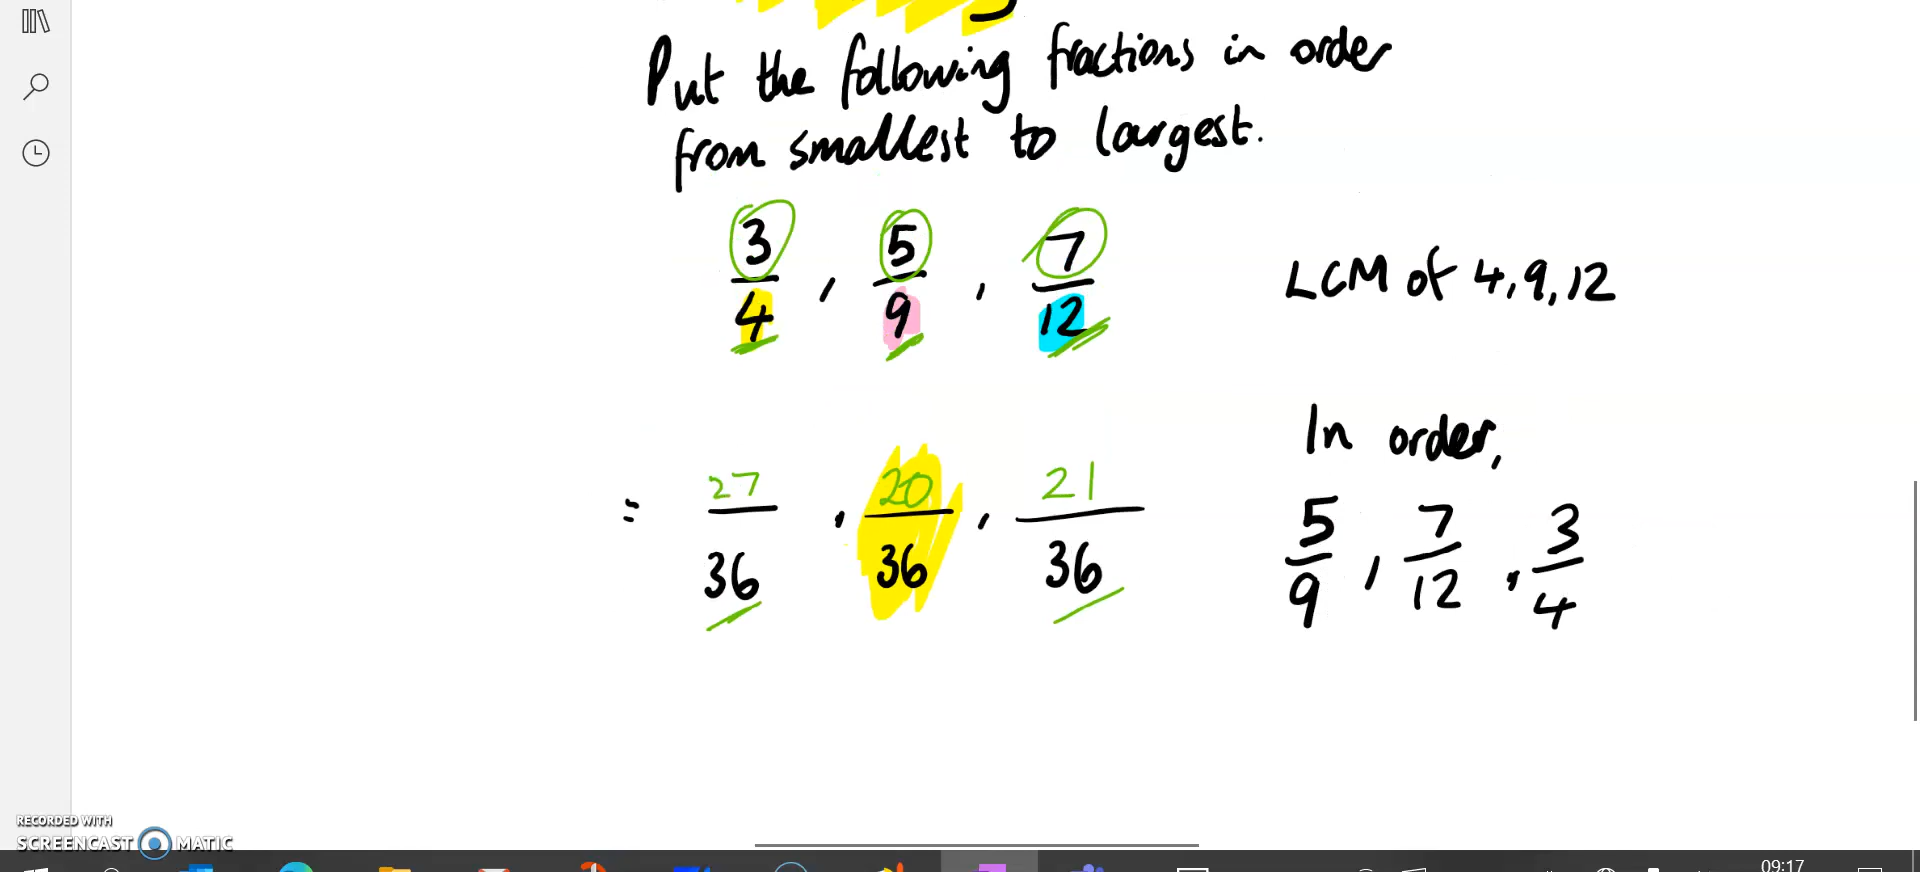 Put the following fractions in order
from smallest to largest.
3/4 , 5/9 , 7/12
LCM of 4, 9, 12
= 27/36 , 20/36 , 21/36
In order,
5/9 , 7/12 , 3/4
RECORDED WITH
SCREENCAST MATIC
09:17